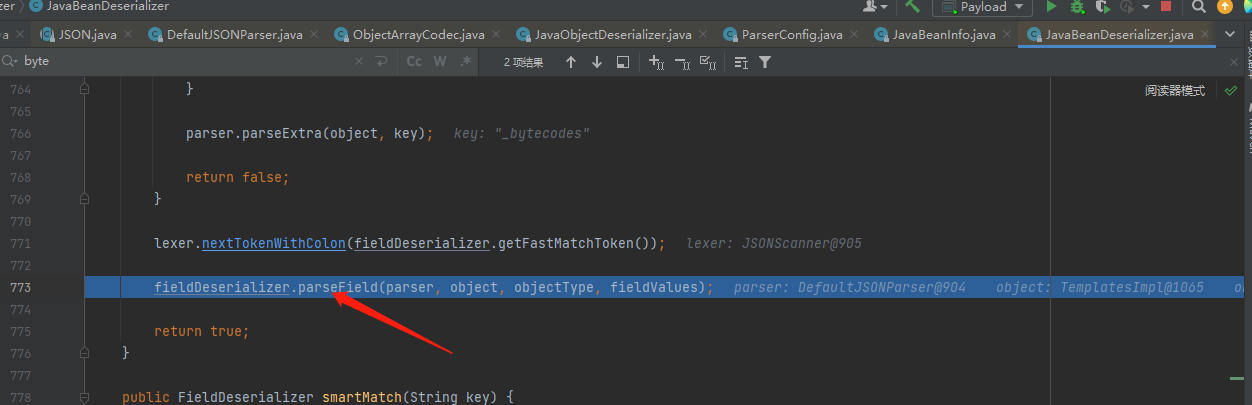 zer 〉 JavaBeanDeserializer Payload
va JSON.java DefaultJSONParser.java ObjectArrayCodec.java JavaObjectDeserializer.java ParserConfig.java JavaBeanInfo.java JavaBeanDeserializer.java
byte Cc W .* 2 项结果
764 } 阅读器模式
765
766 parser.parseExtra(object, key); key: "_bytecodes"
767
768 return false;
769 }
770
771 lexer.nextTokenWithColon(fieldDeserializer.getFastMatchToken()); lexer: JSONScanner@905
772
773 fieldDeserializer.parseField(parser, object, objectType, fieldValues); parser: DefaultJSONParser@904 object: TemplatesImpl@1065
774
775 return true;
776 }
777
778 public FieldDeserializer smartMatch(String key) {